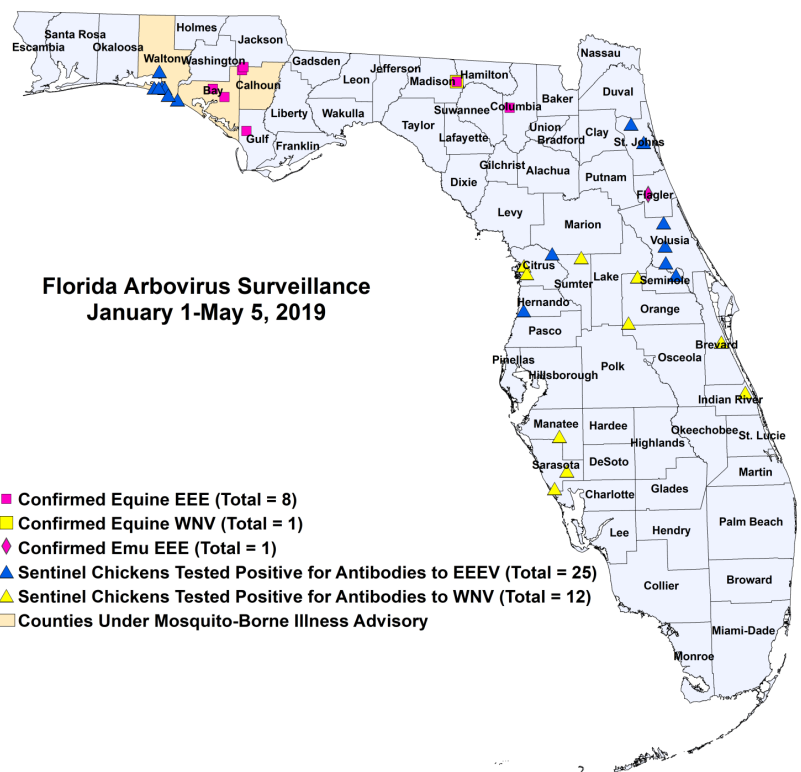 Holmes
Santa Rosa
Jackson
Escambia
Okaloosa
Walton
Washington
Gadsden
Nassau
Jefferson
Hamilton
Leon
Madison
Calhoun
Bay
Duval
Baker
Columbia
Suwannee
Liberty
Wakulla
Taylor
Union
Clay
St. Johns
Gulf
Bradford
Lafayette
Franklin
Gilchrist
Alachua
Putnam
Dixie
Flagler
Levy
Marion
Volusia
Citrus
Lake
Sumter
Seminole
Florida Arbovirus Surveillance
January 1-May 5, 2019
Hernando
Orange
Pasco
Brevard
Osceola
Pinellas
Polk
Hillsborough
Indian River
Manatee
Hardee
Okeechobee
St. Lucie
Highlands
Sarasota
DeSoto
Martin
Glades
Charlotte
Palm Beach
Lee
Hendry
Collier
Broward
Miami-Dade
Monroe
Confirmed Equine EEE (Total = 8)
Confirmed Equine WNV (Total = 1)
Confirmed Emu EEE (Total = 1)
Sentinel Chickens Tested Positive for Antibodies to EEEV (Total = 25)
Sentinel Chickens Tested Positive for Antibodies to WNV (Total = 12)
Counties Under Mosquito-Borne Illness Advisory